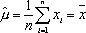 μ̂ = 1/n ∑_{i=1}^{n} x_i = x̄